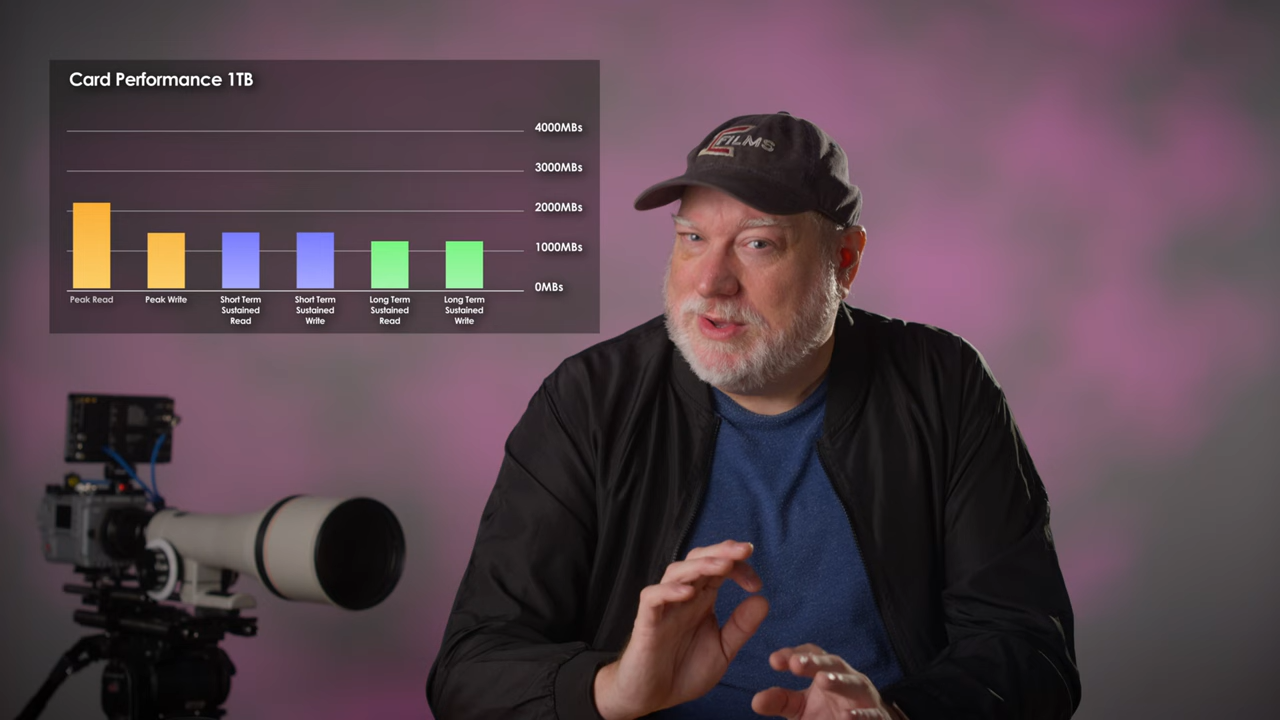 Card Performance 1TB
4000MBs
3000MBs
2000MBs
1000MBs
0MBs
Peak Read
Peak Write
Short Term
Sustained
Read
Short Term
Sustained
Write
Long Term
Sustained
Read
Long Term
Sustained
Write
FILMS